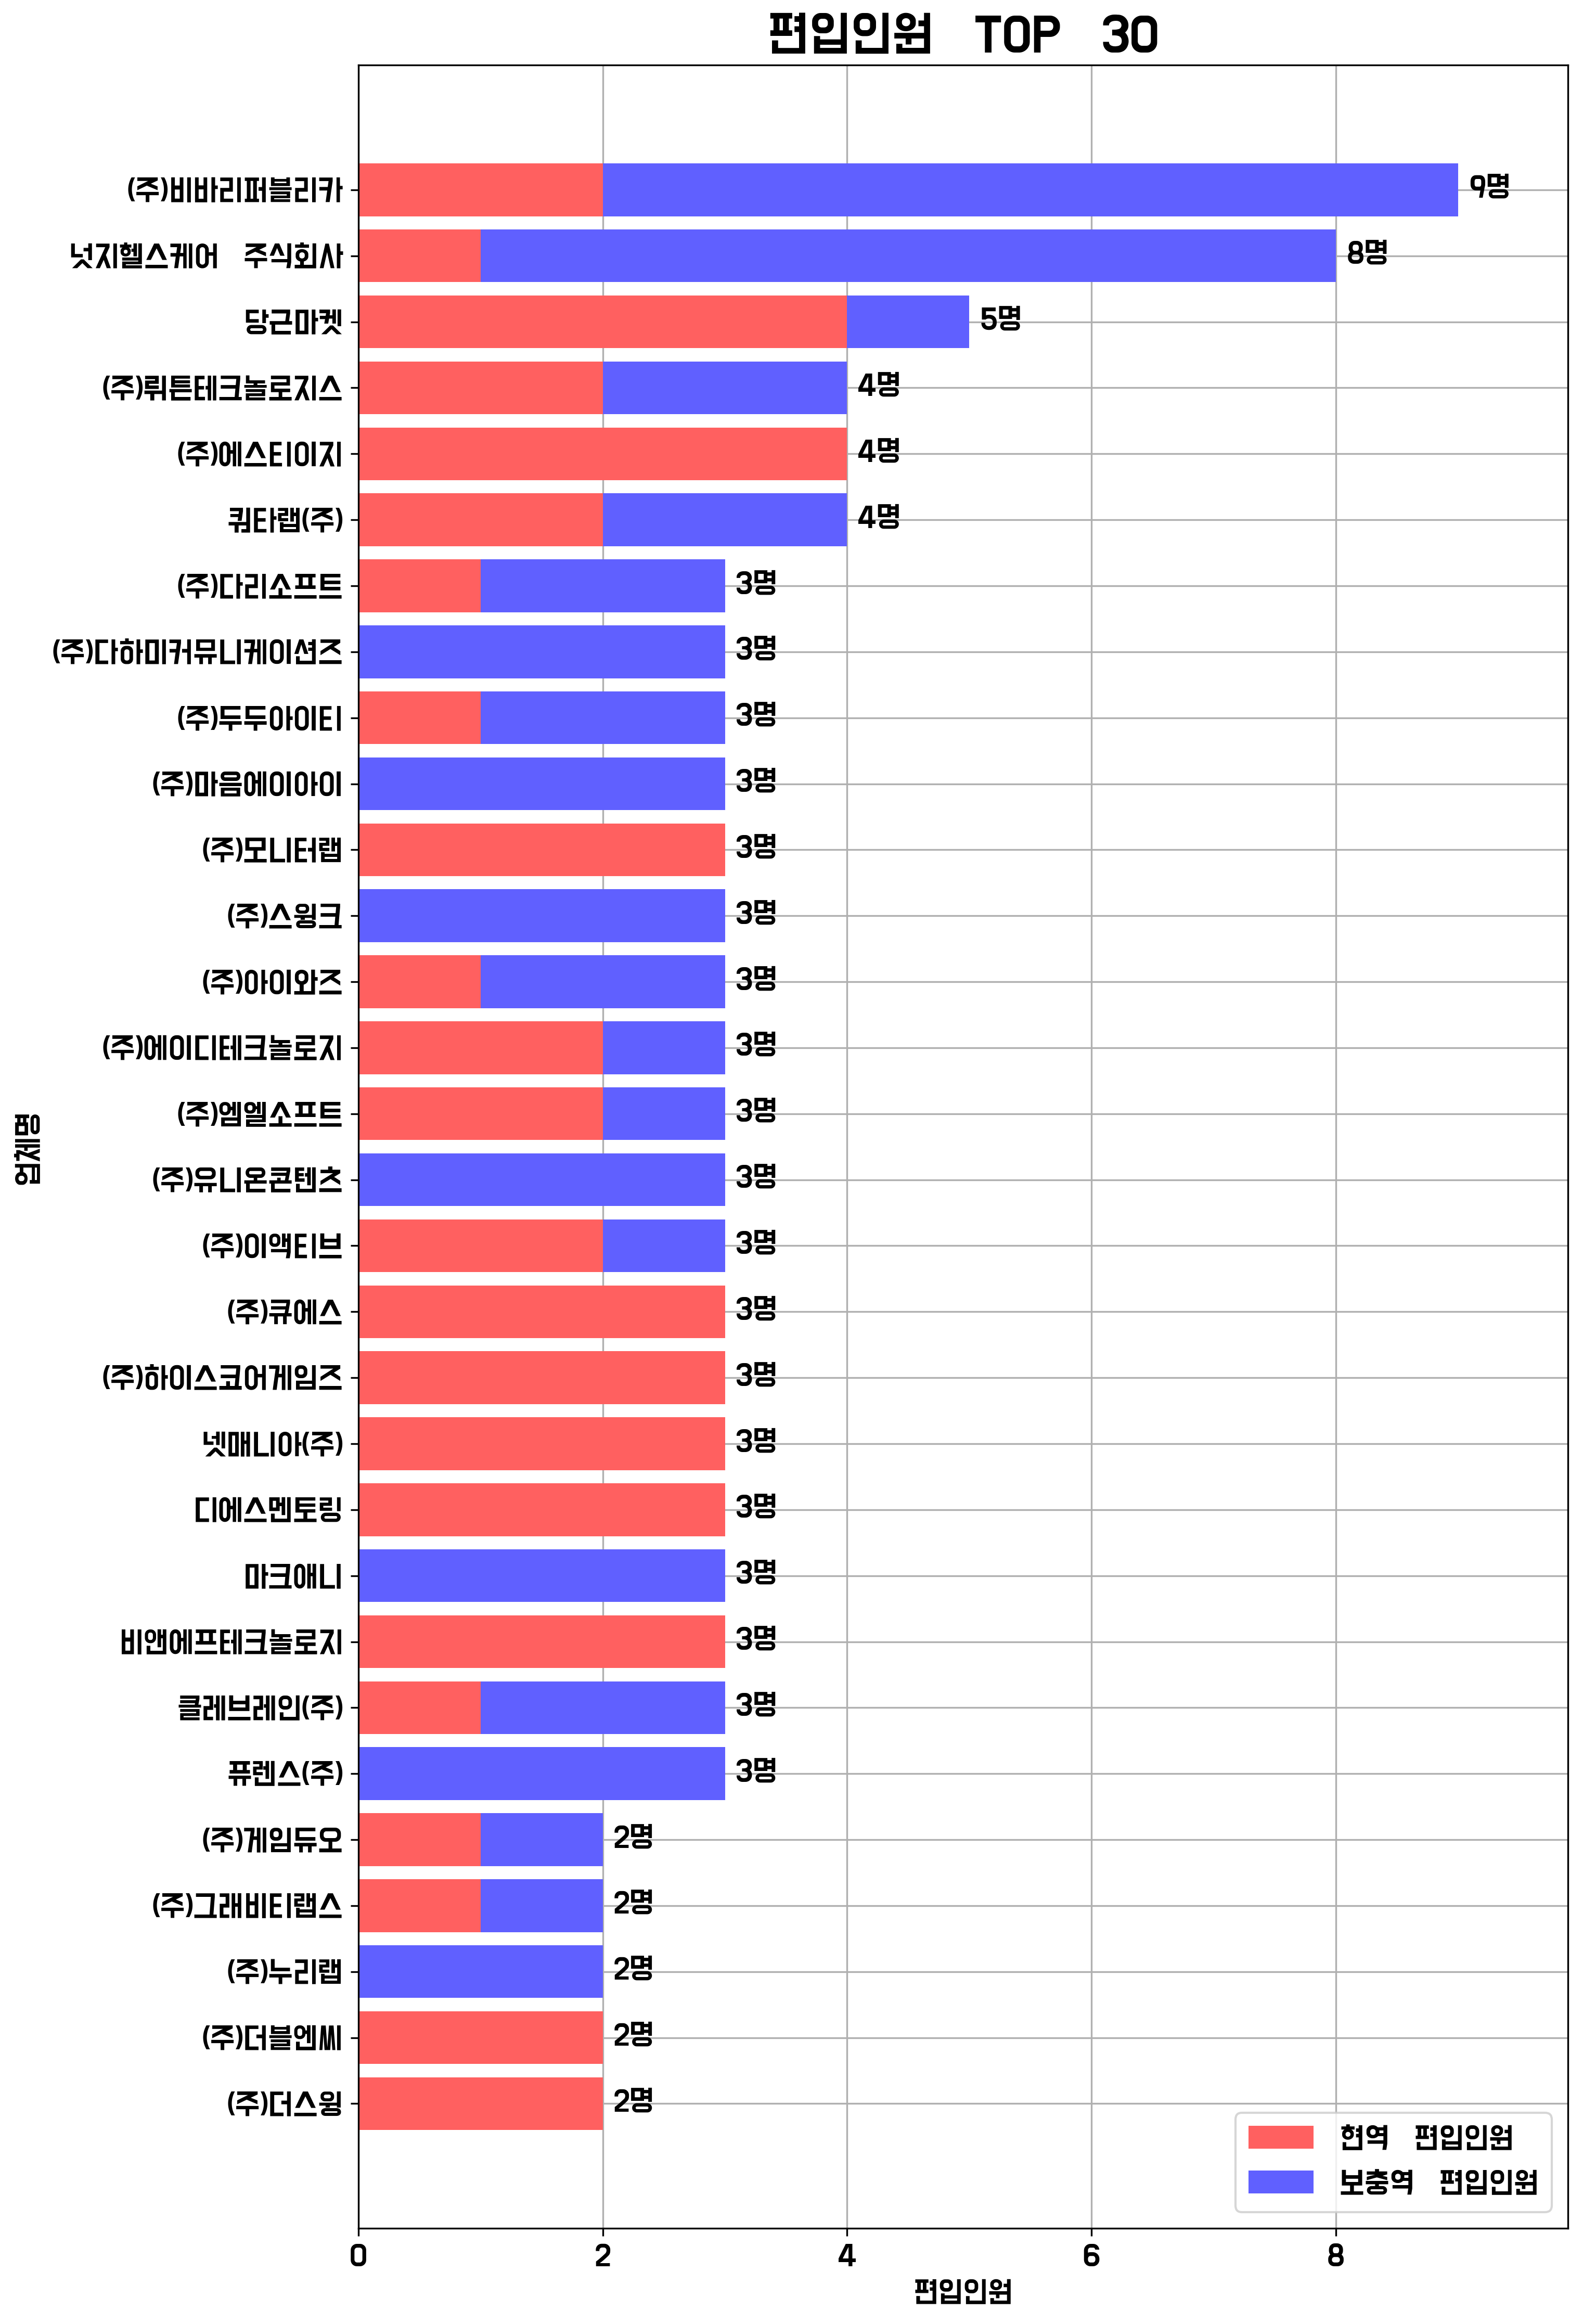 편입인원 TOP 30
(주)비바리퍼블리카 9명
넛지헬스케어 주식회사 8명
당근마켓 5명
(주)뤼튼테크놀로지스 4명
(주)에스티이지 4명
쿼타랩(주) 4명
(주)다리소프트 3명
(주)다하미커뮤니케이션즈 3명
(주)두두아이티 3명
(주)마음에이아이 3명
(주)모니터랩 3명
(주)스윙크 3명
(주)아이와즈 3명
(주)에이디테크놀로지 3명
(주)엠엘소프트 3명
(주)유니온콘텐츠 3명
(주)이액티브 3명
(주)큐에스 3명
(주)하이스코어게임즈 3명
넷매니아(주) 3명
디에스멘토링 3명
마크애니 3명
비앤에프테크놀로지 3명
클레브레인(주) 3명
퓨렌스(주) 3명
(주)게임듀오 2명
(주)그래비티랩스 2명
(주)누리랩 2명
(주)더블엔씨 2명
(주)더스윙 2명
업체명
현역 편입인원
보충역 편입인원
0 2 4 6 8
편입인원